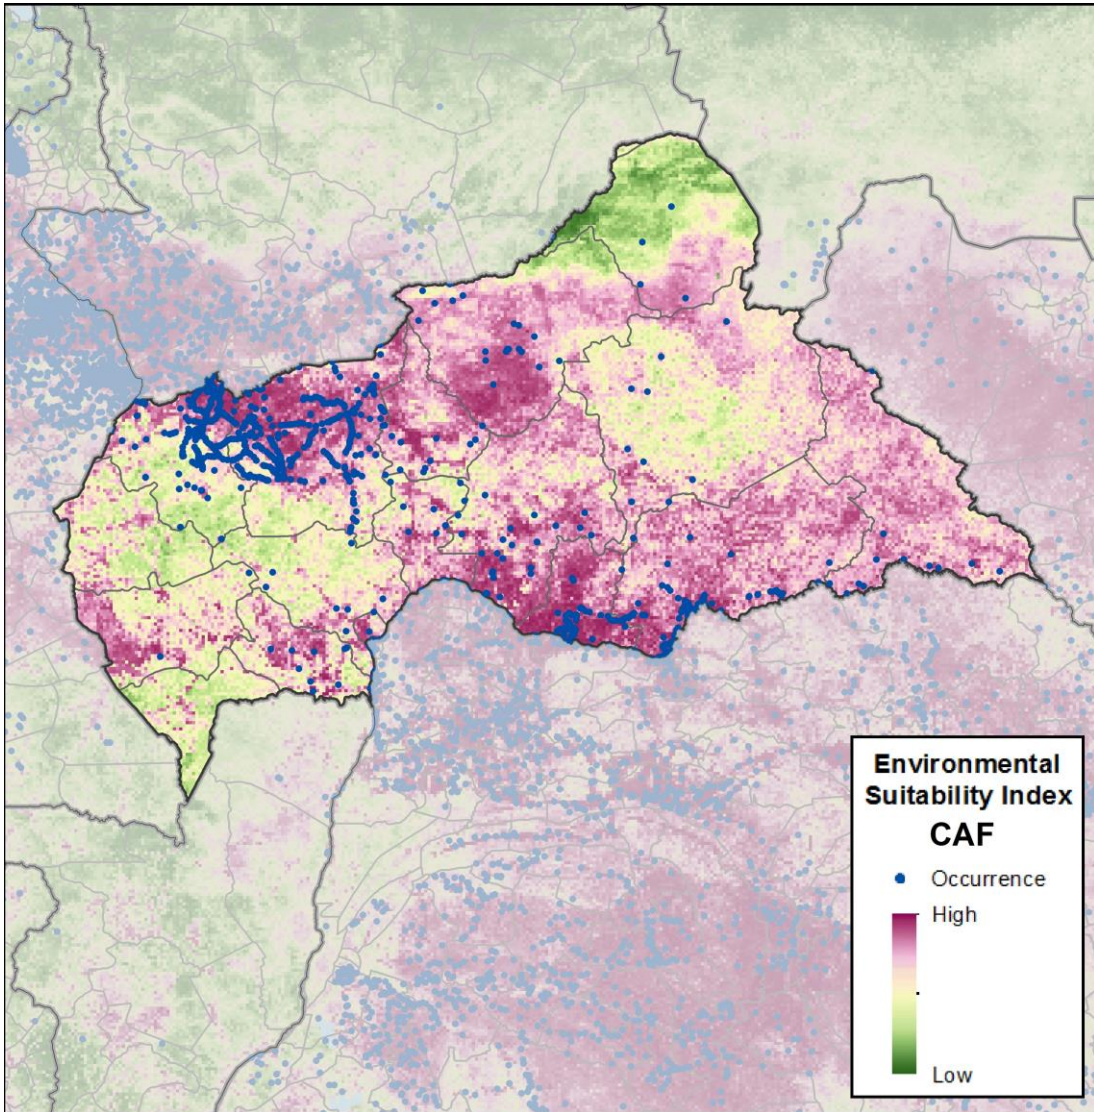 Environmental
Suitability Index
CAF
Occurrence
High
Low